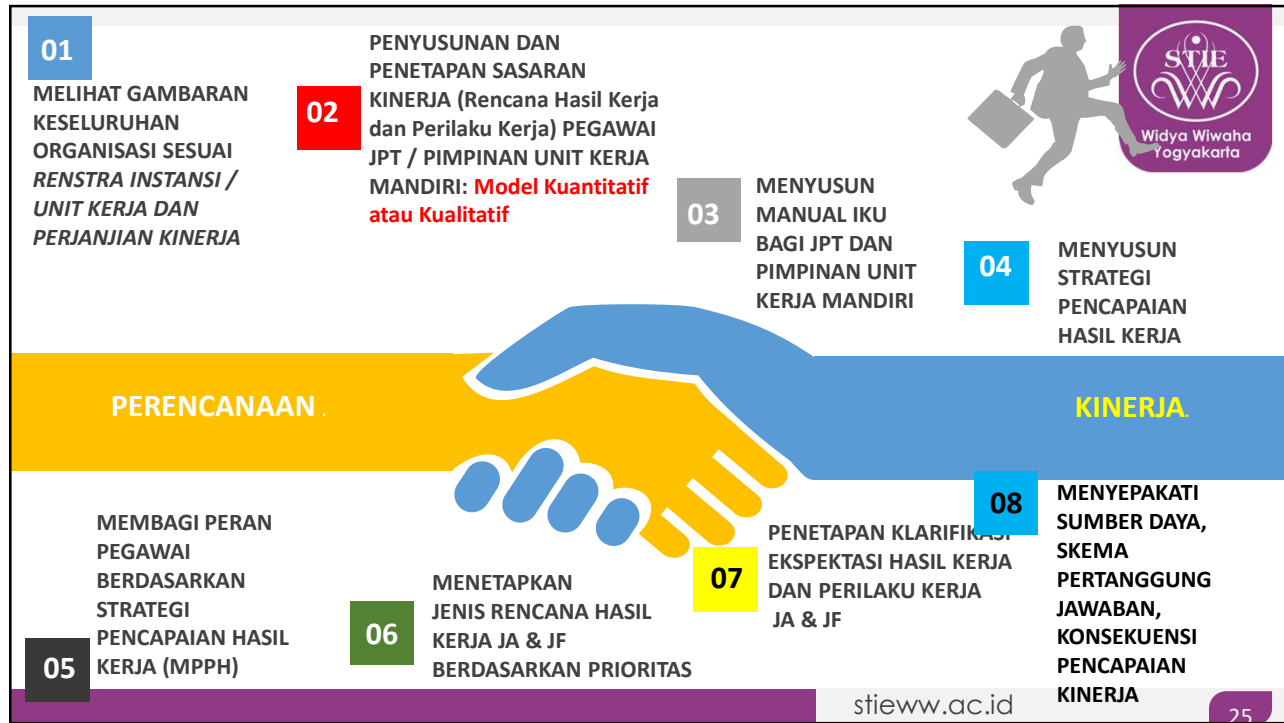 01
MELIHAT GAMBARAN
KESELURUHAN
ORGANISASI SESUAI
RENSTRA INSTANSI /
UNIT KERJA DAN
PERJANJIAN KINERJA
02
PENYUSUNAN DAN
PENETAPAN SASARAN
KINERJA (Rencana Hasil Kerja
dan Perilaku Kerja) PEGAWAI
JPT / PIMPINAN UNIT KERJA
MANDIRI: Model Kuantitatif
atau Kualitatif
03
MENYUSUN
MANUAL IKU
BAGI JPT DAN
PIMPINAN UNIT
KERJA MANDIRI
04
MENYUSUN
STRATEGI
PENCAPAIAN
HASIL KERJA
STIE
Widya Wiwaha
Yogyakarta
PERENCANAAN .
KINERJA.
05
MEMBAGI PERAN
PEGAWAI
BERDASARKAN
STRATEGI
PENCAPAIAN HASIL
KERJA (MPPH)
06
MENETAPKAN
JENIS RENCANA HASIL
KERJA JA & JF
BERDASARKAN PRIORITAS
07
PENETAPAN KLARIFIKASI
EKSPEKTASI HASIL KERJA
DAN PERILAKU KERJA
JA & JF
08
MENYEPAKATI
SUMBER DAYA,
SKEMA
PERTANGGUNG
JAWABAN,
KONSEKUENSI
PENCAPAIAN
KINERJA
stieww.ac.id
25